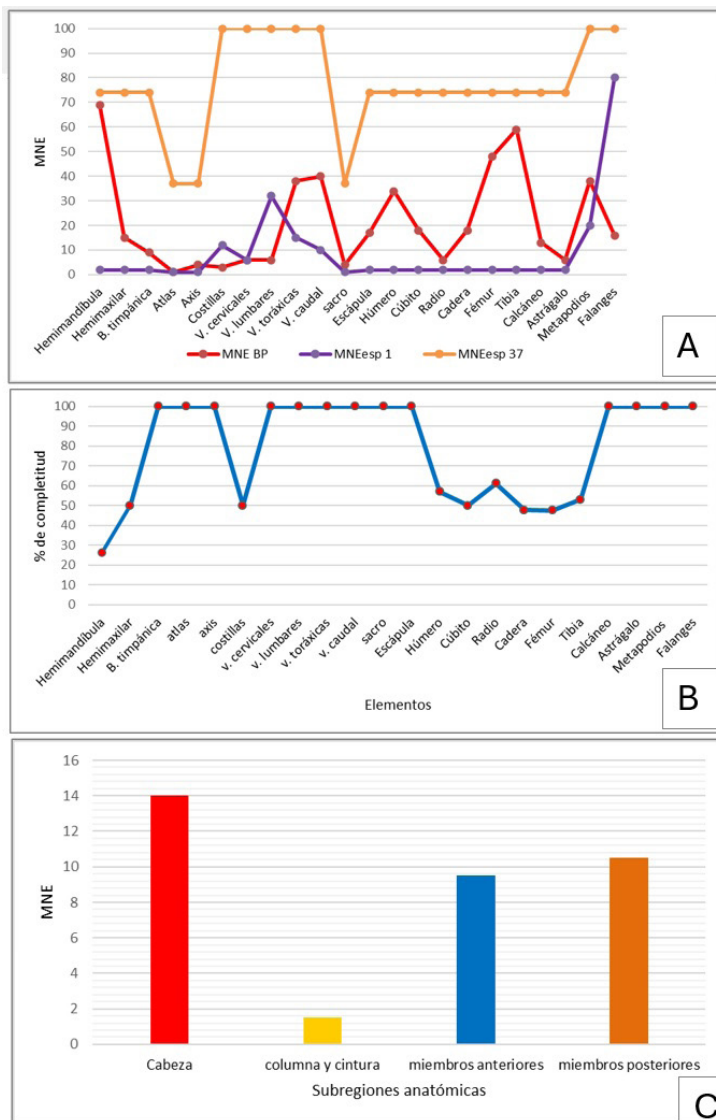 100
90
80
70
60
50
40
30
20
10
0
MNE
Hemimandíbula
Hemimaxilar
B. timpánica
Atlas
Axis
Costillas
V. cervicales
V. lumbares
V. toráxicas
V. caudal
sacro
Escápula
Húmero
Cúbito
Radio
Cadera
Fémur
Tibia
Calcáneo
Astrágalo
Metapodios
Falanges
MNE BP MNEesp 1 MNEesp 37
A
100
90
80
70
60
50
40
30
20
10
0
% de completitud
Hemimandíbula
Hemimaxilar
B. timpánica
atlas
axis
costillas
v. cervicales
v. lumbares
v. toráxicas
v. caudal
sacro
Escápula
Húmero
Cúbito
Radio
Cadera
Fémur
Tibia
Calcáneo
Astrágalo
Metapodios
Falanges
Elementos
B
16
14
12
10
8
6
4
2
0
MNE
Cabeza columna y cintura miembros anteriores miembros posteriores
Subregiones anatómicas
C